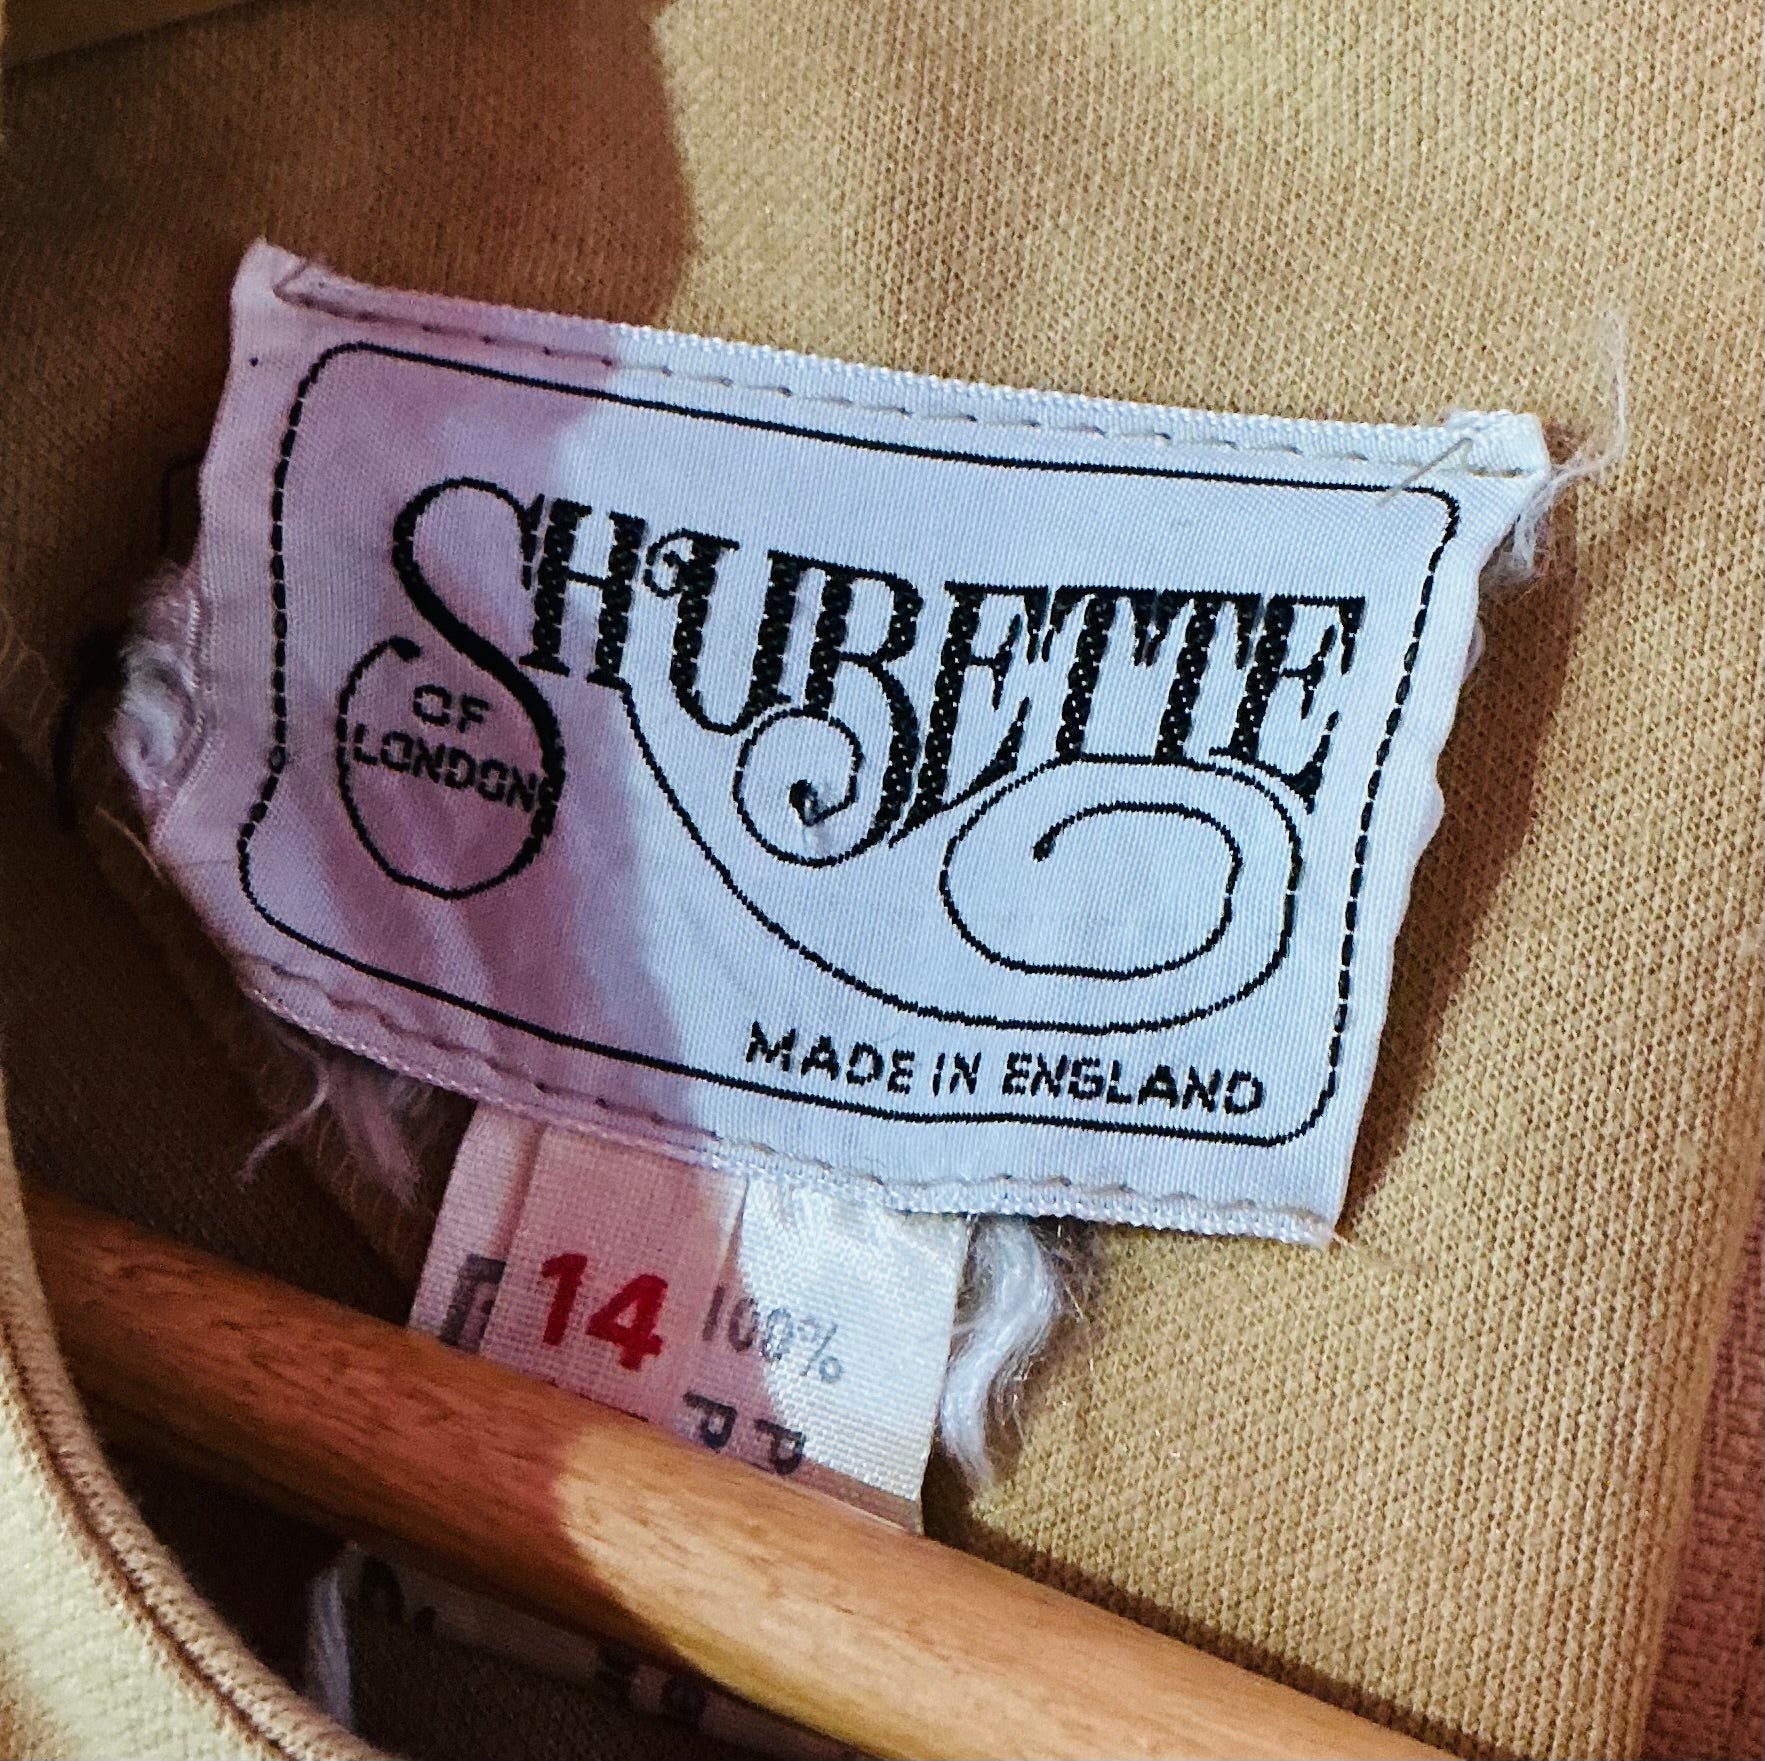 SHUBETTE
OF
LONDON
MADE IN ENGLAND
14 100%